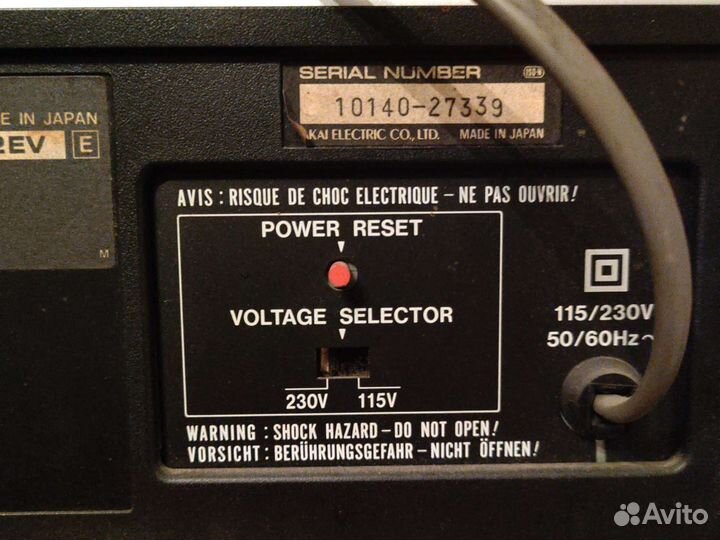 SERIAL NUMBER
10140-27339
AKAI ELECTRIC CO., LTD. MADE IN JAPAN
E IN JAPAN
2EV E
M
AVIS : RISQUE DE CHOC ELECTRIQUE – NE PAS OUVRIR!
POWER RESET
VOLTAGE SELECTOR
230V 115V
115/230V
50/60Hz~
WARNING : SHOCK HAZARD – DO NOT OPEN!
VORSICHT : BERÜHRUNGSGEFAHR – NICHT ÖFFNEN!
Avito